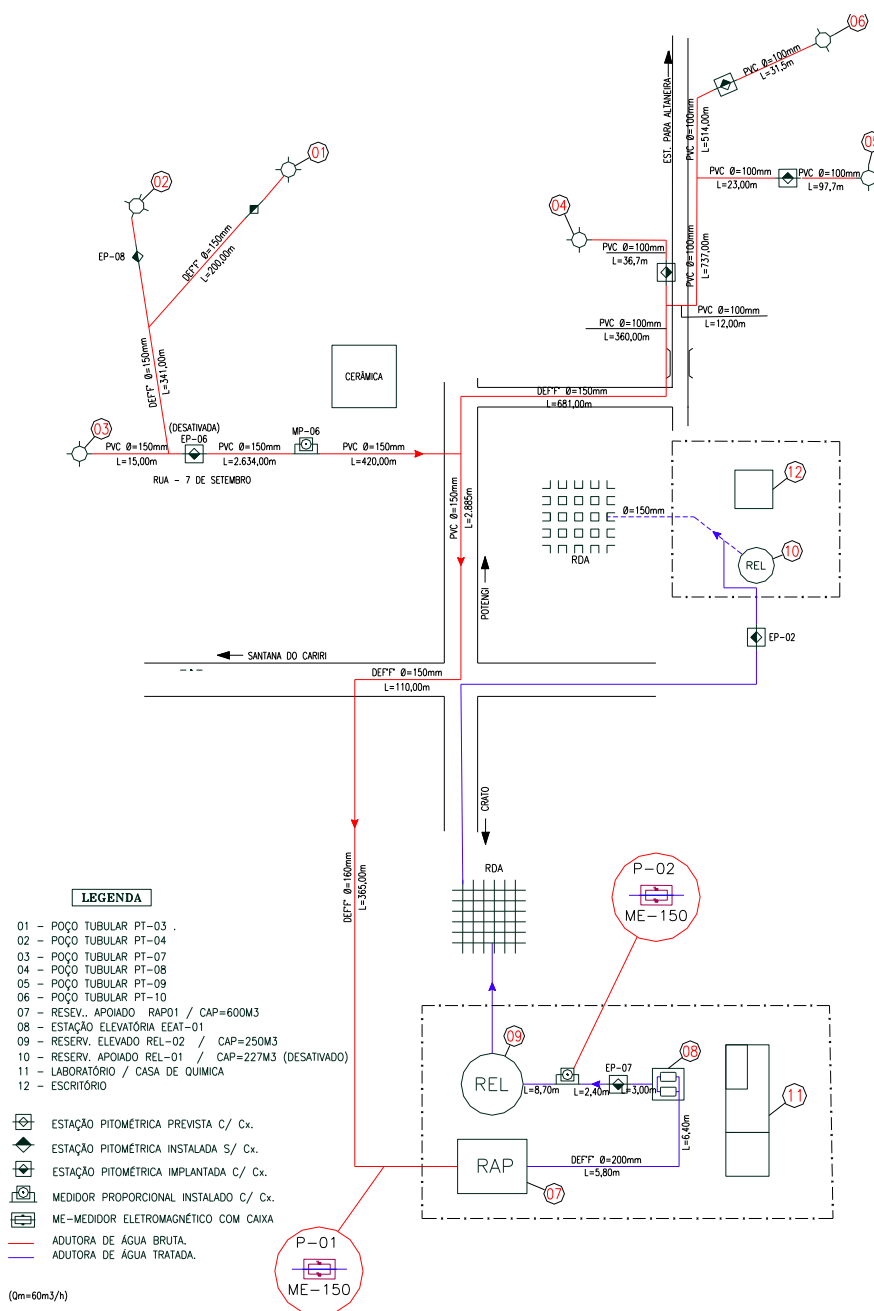 06
PVC Ø=100mm
L=31,5m
EST. PARA ALTANEIRA
PVC Ø=100mm
L=514,00m
01
02
05
PVC Ø=100mm
L=23,00m
PVC Ø=100mm
L=97,7m
04
EP-08
DEF'F' Ø=150mm
L=200,00m
PVC Ø=100mm
L=36,7m
PVC Ø=100mm
L=737,00m
PVC Ø=100mm
L=12,00m
PVC Ø=100mm
L=360,00m
DEF'F' Ø=150mm
L=341,00m
CERÂMICA
DEF'F' Ø=150mm
L=681,00m
03
(DESATIVADA)
EP-06
MP-06
PVC Ø=150mm
L=15,00m
PVC Ø=150mm
L=2.634,00m
PVC Ø=150mm
L=420,00m
RUA - 7 DE SETEMBRO
12
PVC Ø=150mm
L=2.885m
Ø=150mm
RDA
10
REL
POTENGI
EP-02
SANTANA DO CARIRI
DEF'F' Ø=150mm
L=110,00m
CRATO
DEF'F' Ø=160mm
L=365,00m
RDA
P-02
ME-150
LEGENDA
01 - POÇO TUBULAR PT-03 .
02 - POÇO TUBULAR PT-04
03 - POÇO TUBULAR PT-07
04 - POÇO TUBULAR PT-08
05 - POÇO TUBULAR PT-09
06 - POÇO TUBULAR PT-10
07 - RESEV.. APOIADO RAP01 / CAP=600M3
08 - ESTAÇÃO ELEVATÓRIA EEAT-01
09 - RESERV. ELEVADO REL-02 / CAP=250M3
10 - RESERV. APOIADO REL-01 / CAP=227M3 (DESATIVADO)
11 - LABORATÓRIO / CASA DE QUIMICA
12 - ESCRITÓRIO
09
08
REL
EP-07
L=8,70m
L=2,40m
L=3,00m
11
L=6,40m
RAP
DEF'F' Ø=200mm
L=5,80m
07
ESTAÇÃO PITOMÉTRICA PREVISTA C/ Cx.
ESTAÇÃO PITOMÉTRICA INSTALADA S/ Cx.
ESTAÇÃO PITOMÉTRICA IMPLANTADA C/ Cx.
MEDIDOR PROPORCIONAL INSTALADO C/ Cx.
ME-MEDIDOR ELETROMAGNÉTICO COM CAIXA
ADUTORA DE ÁGUA BRUTA.
ADUTORA DE ÁGUA TRATADA.
P-01
ME-150
(Qm=60m3/h)